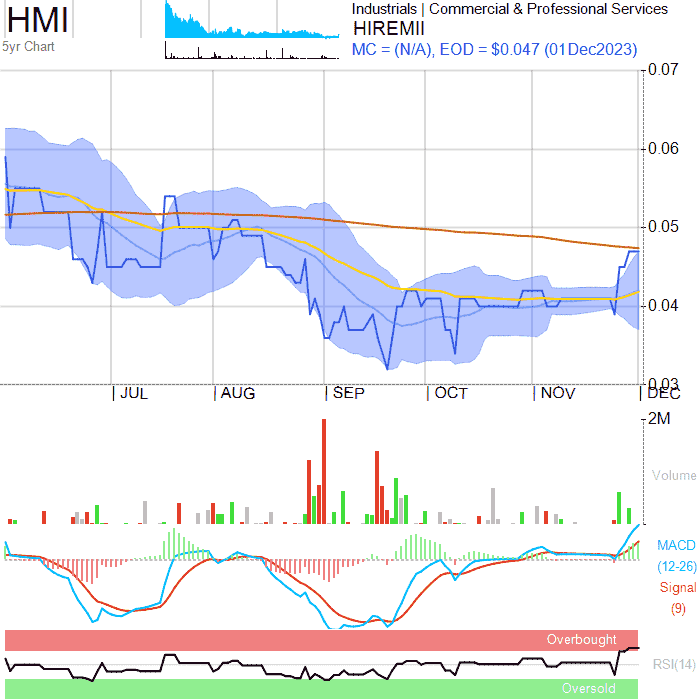 HMI
5yr Chart
Industrials | Commercial & Professional Services
HIREMII
MC = (N/A), EOD = $0.047 (01Dec2023)
0.07
0.06
0.05
0.04
0.03
JUL AUG SEP OCT NOV DEC
2M
Volume
MACD
(12-26)
Signal
(9)
Overbought
RSI(14)
Oversold